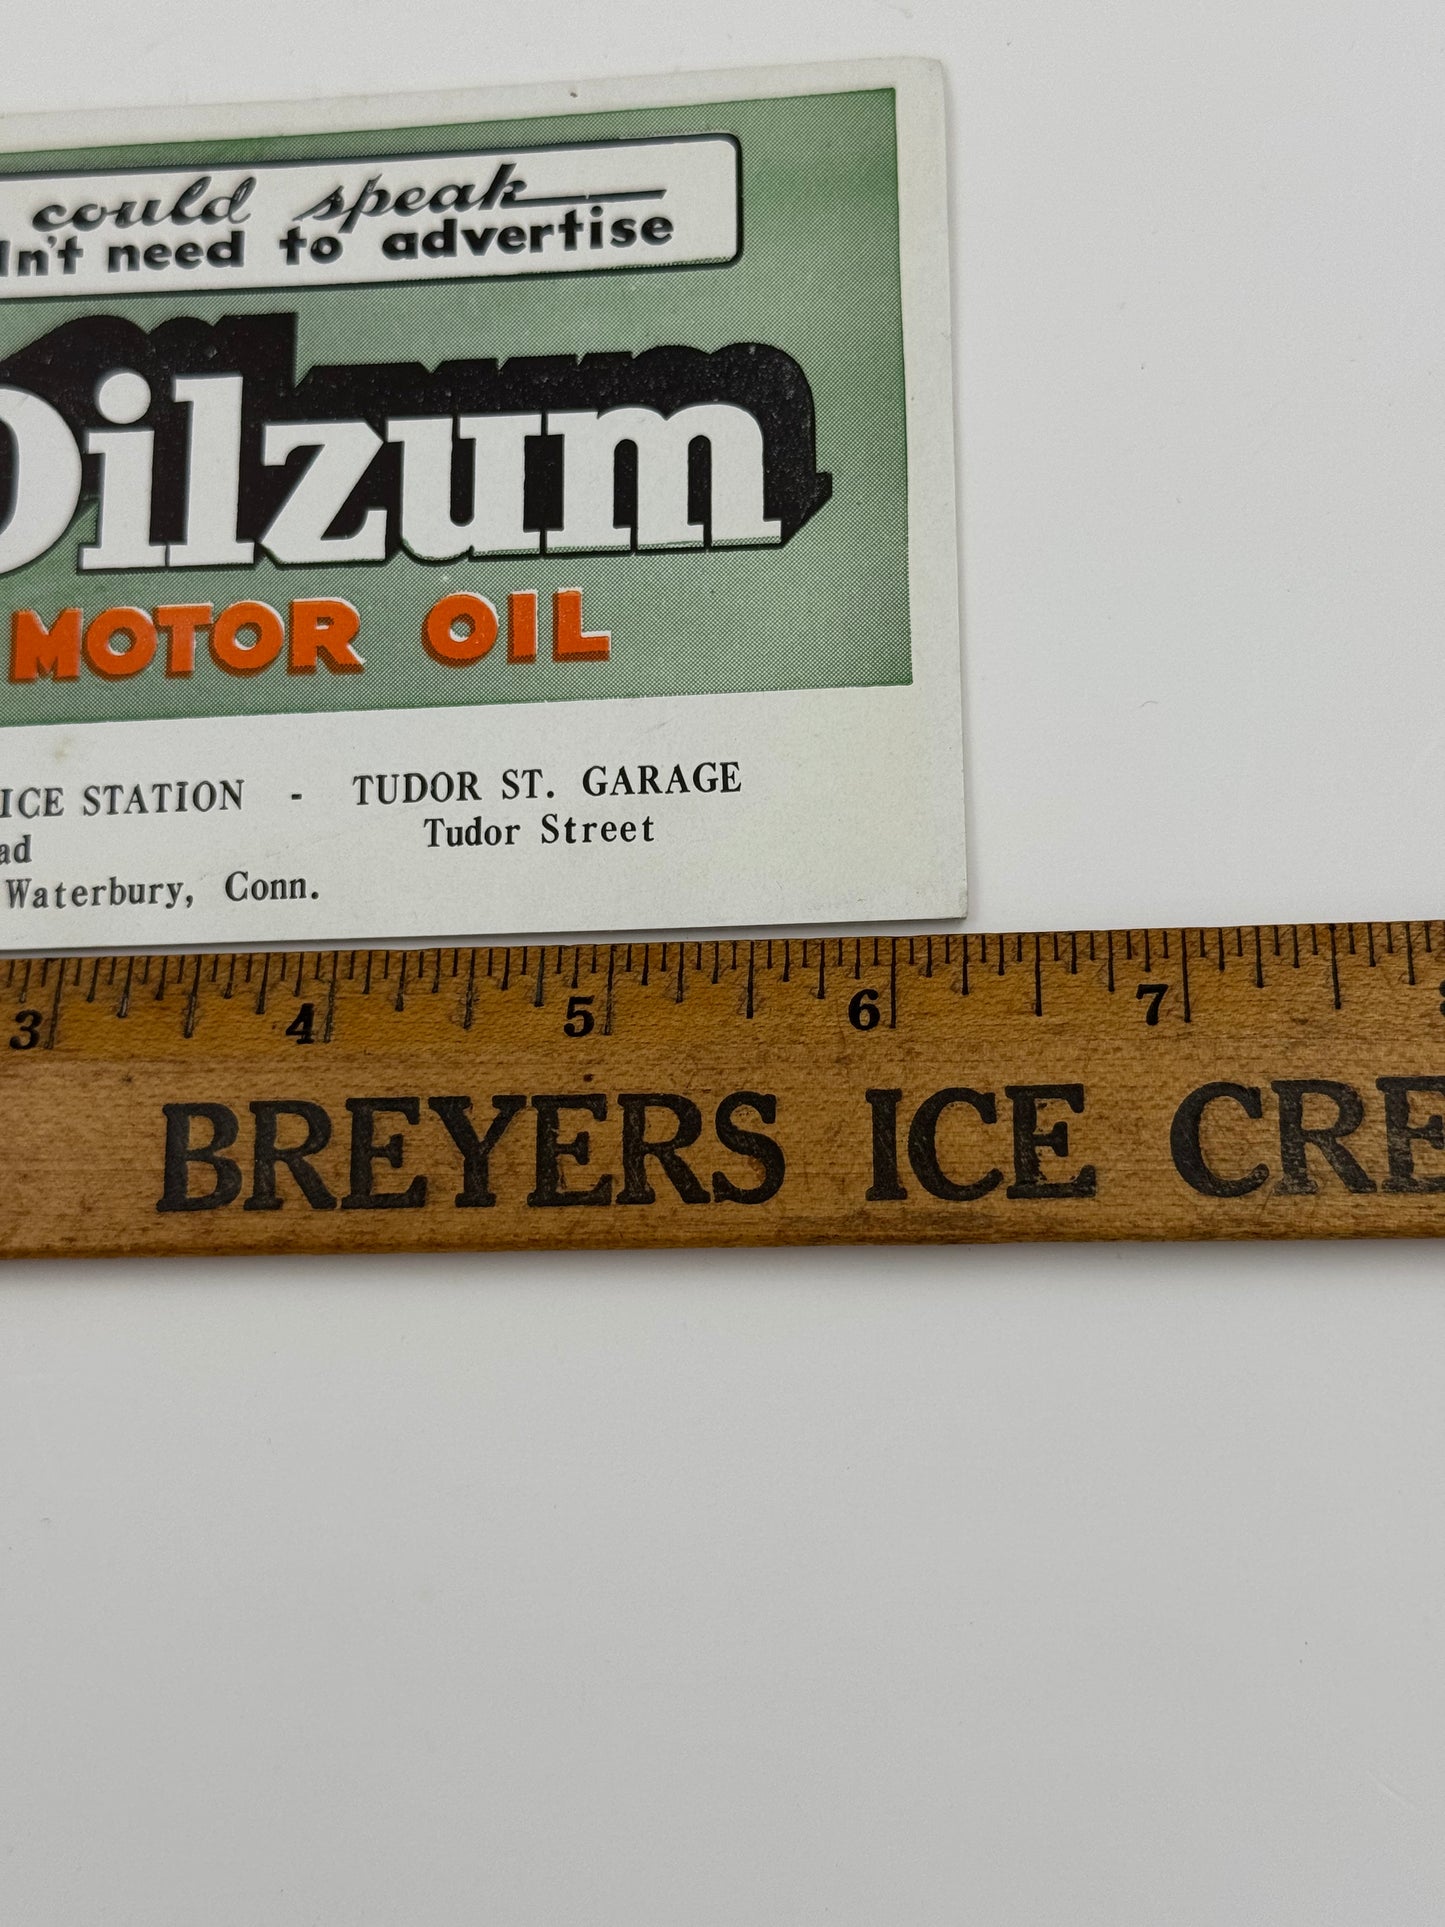 could speak
n't need to advertise
Oilzum
MOTOR OIL
ICE STATION - TUDOR ST. GARAGE
ad Tudor Street
Waterbury, Conn.
3 4 5 6 7
BREYERS ICE CRE